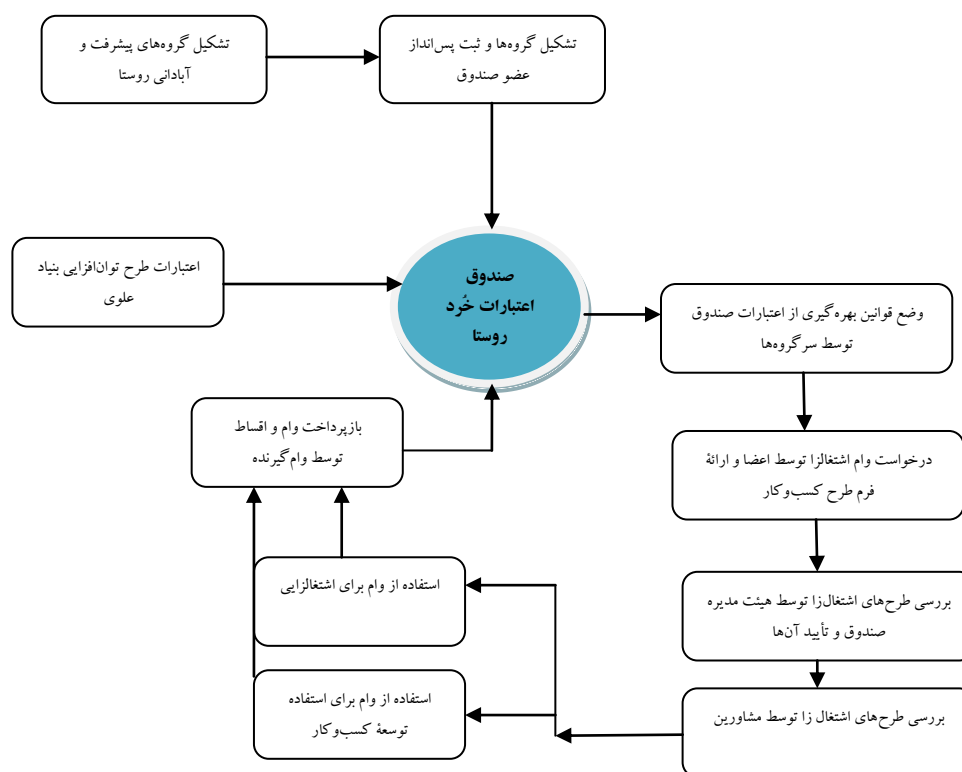 تشکیل گروه‌های پیشرفت و
آبادانی روستا
تشکیل گروه‌ها و ثبت پس‌انداز
عضو صندوق
اعتبارات طرح توان‌افزایی بنیاد
علوی
صندوق
اعتبارات خُرد
روستا
وضع قوانین بهره‌گیری از اعتبارات صندوق
توسط سرگروه‌ها
درخواست وام اشتغالزا توسط اعضا و ارائهٔ
فرم طرح کسب‌وکار
بررسی طرح‌های اشتغال‌زا توسط هیئت مدیره
صندوق و تأیید آن‌ها
بررسی طرح‌های اشتغال زا توسط مشاورین
استفاده از وام برای اشتغالزایی
استفاده از وام برای استفاده
توسعهٔ کسب‌وکار
بازپرداخت وام و اقساط
توسط وام‌گیرنده